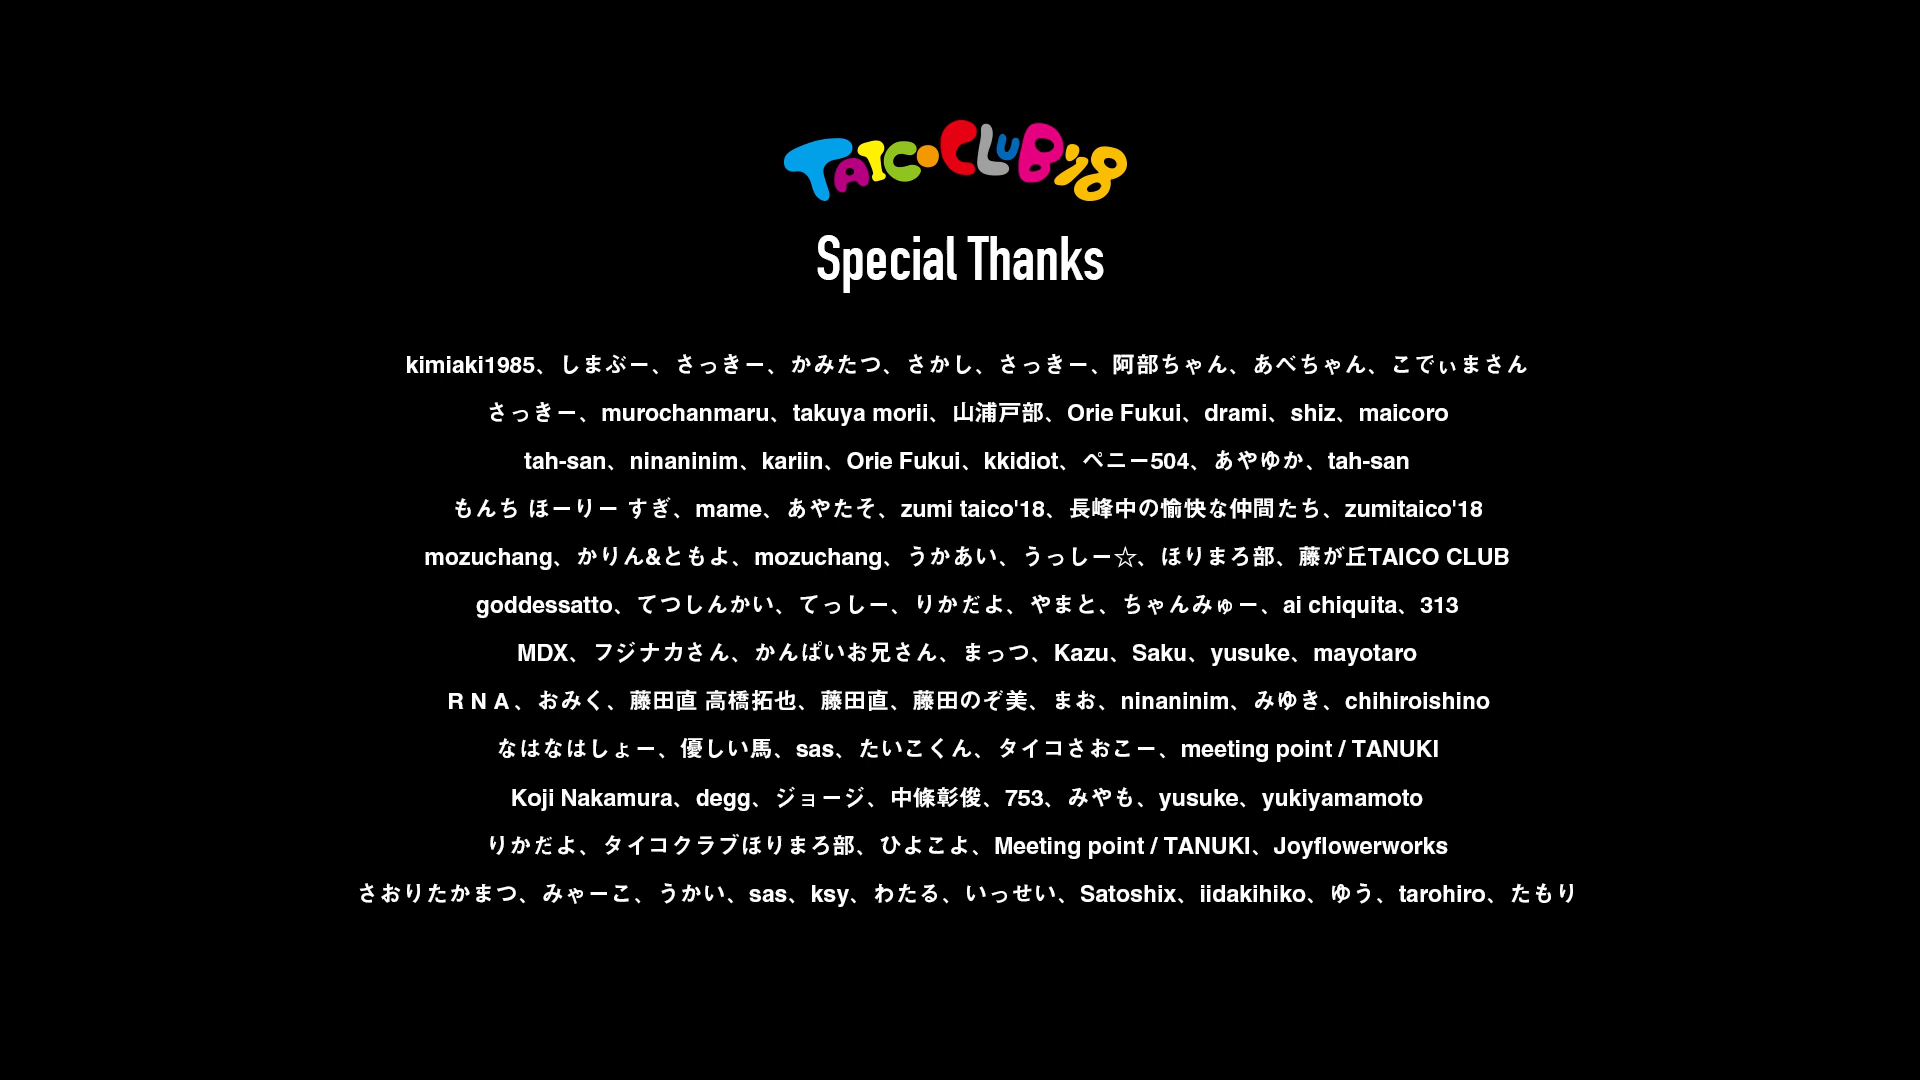 TAICOCLUB'18
Special Thanks
kimiaki1985、しまぶー、さっきー、かみたつ、さかし、さっきー、阿部ちゃん、あべちゃん、こでぃまさん
さっきー、murochanmaru、takuya morii、山浦戸部、Orie Fukui、drami、shiz、maicoro
tah-san、ninaninim、kariin、Orie Fukui、kkidiot、ペニー504、あやゆか、tah-san
もんち ほーりー すぎ、mame、あやたそ、zumi taico'18、長峰中の愉快な仲間たち、zumitaico'18
mozuchang、かりん&ともよ、mozuchang、うかあい、うっしー☆、ほりまろ部、藤が丘TAICO CLUB
goddessatto、てつしんかい、てっしー、りかだよ、やまと、ちゃんみゅー、ai chiquita、313
MDX、フジナカさん、かんぱいお兄さん、まっつ、Kazu、Saku、yusuke、mayotaro
R N A、おみく、藤田直 高橋拓也、藤田直、藤田のぞ美、まお、ninaninim、みゆき、chihiroishino
なはなはしょー、優しい馬、sas、たいこくん、タイコさおこー、meeting point / TANUKI
Koji Nakamura、degg、ジョージ、中條彰俊、753、みやも、yusuke、yukiyamamoto
りかだよ、タイコクラブほりまろ部、ひよこよ、Meeting point / TANUKI、Joyflowerworks
さおりたかまつ、みゃーこ、うかい、sas、ksy、わたる、いっせい、Satoshix、iidakihiko、ゆう、tarohiro、たもり